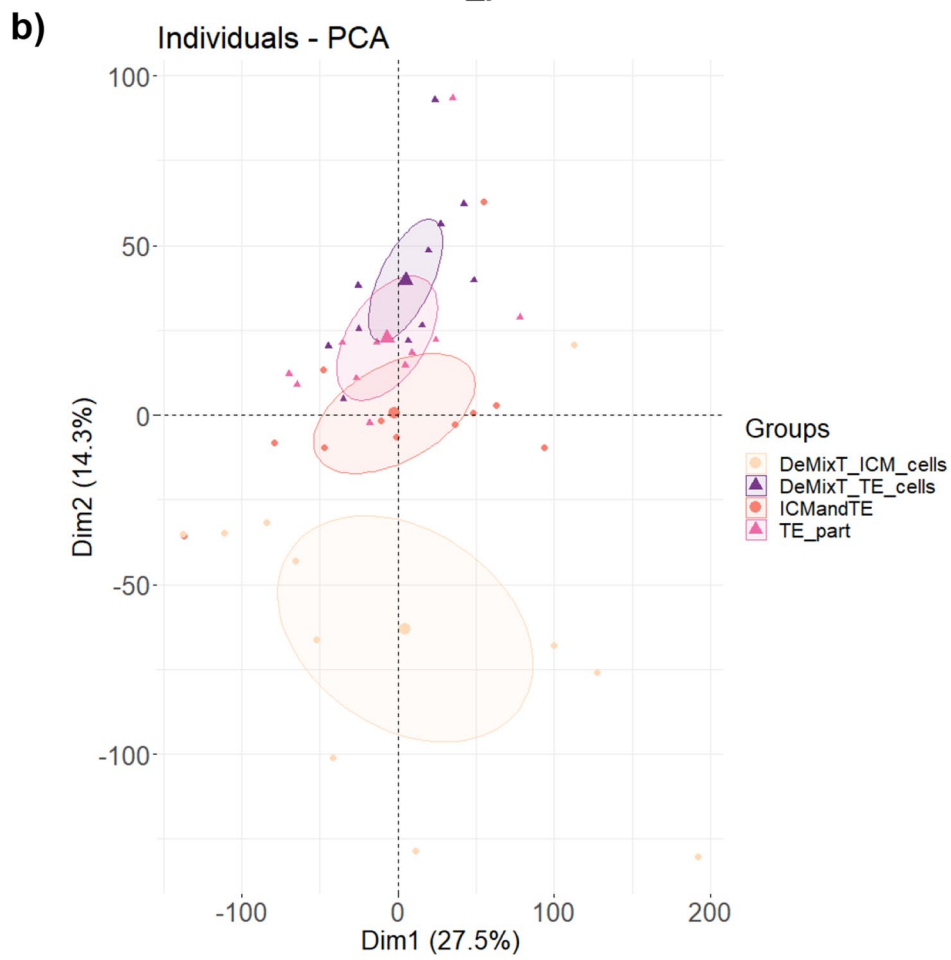 b)
Individuals - PCA
100
50
0
-50
-100
Dim2 (14.3%)
-100 0 100 200
Dim1 (27.5%)
Groups
DeMixT_ICM_cells
DeMixT_TE_cells
ICMandTE
TE_part